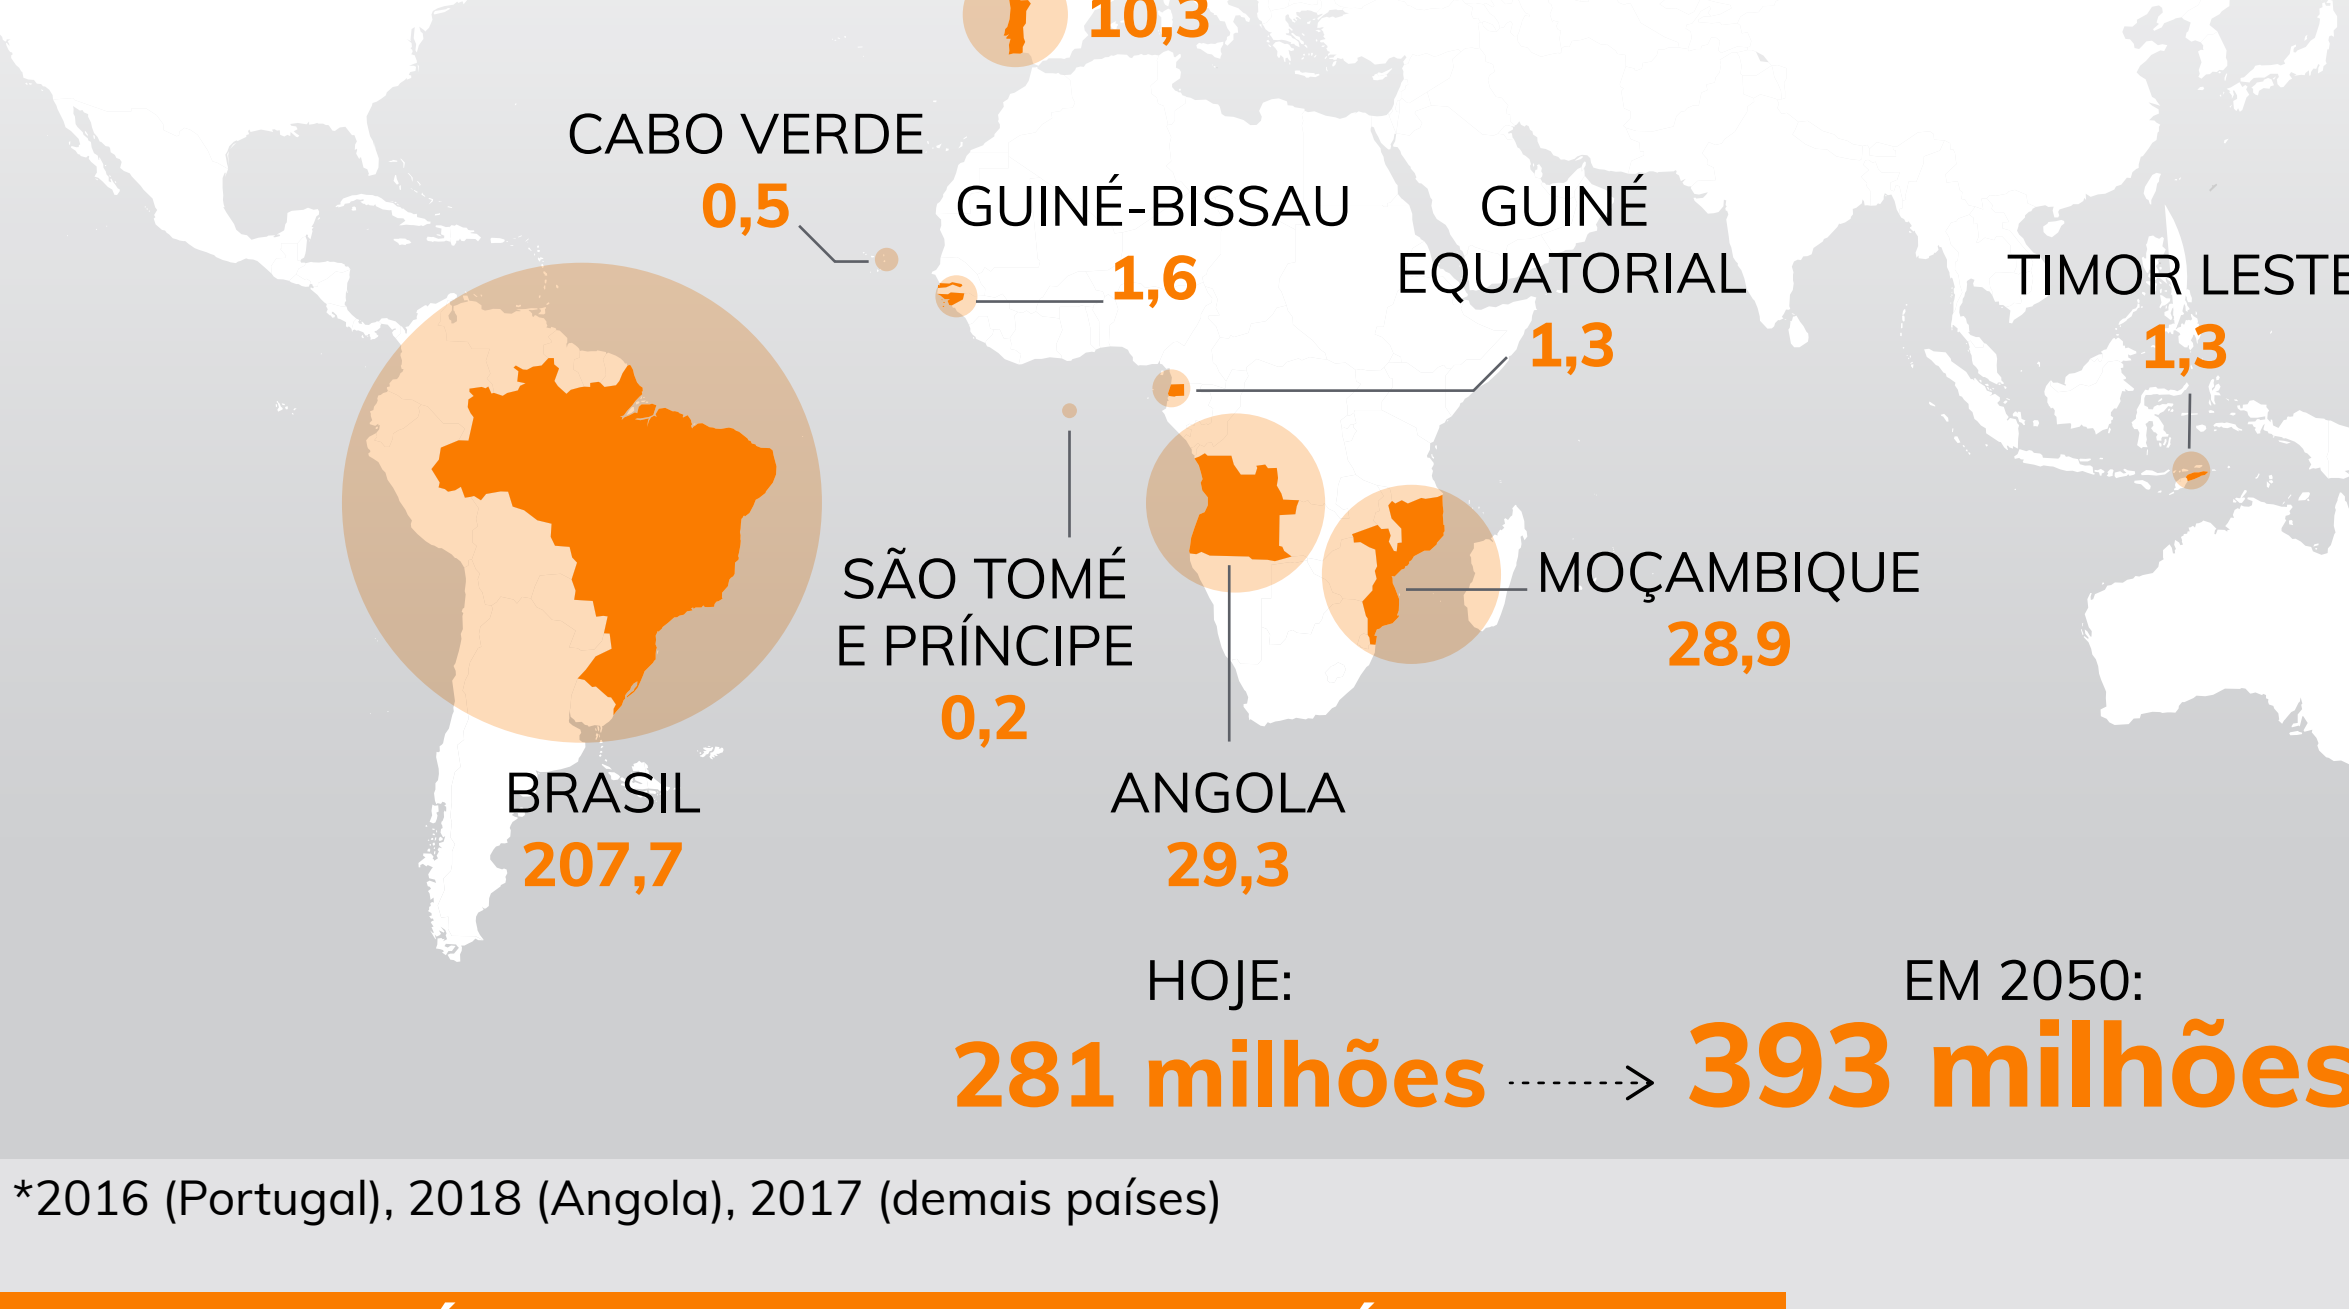 10,3
CABO VERDE
0,5
GUINÉ-BISSAU
1,6
GUINÉ
EQUATORIAL
1,3
TIMOR LESTE
1,3
SÃO TOMÉ
E PRÍNCIPE
0,2
MOÇAMBIQUE
28,9
BRASIL
207,7
ANGOLA
29,3
HOJE:
281 milhões
EM 2050:
393 milhões
*2016 (Portugal), 2018 (Angola), 2017 (demais países)